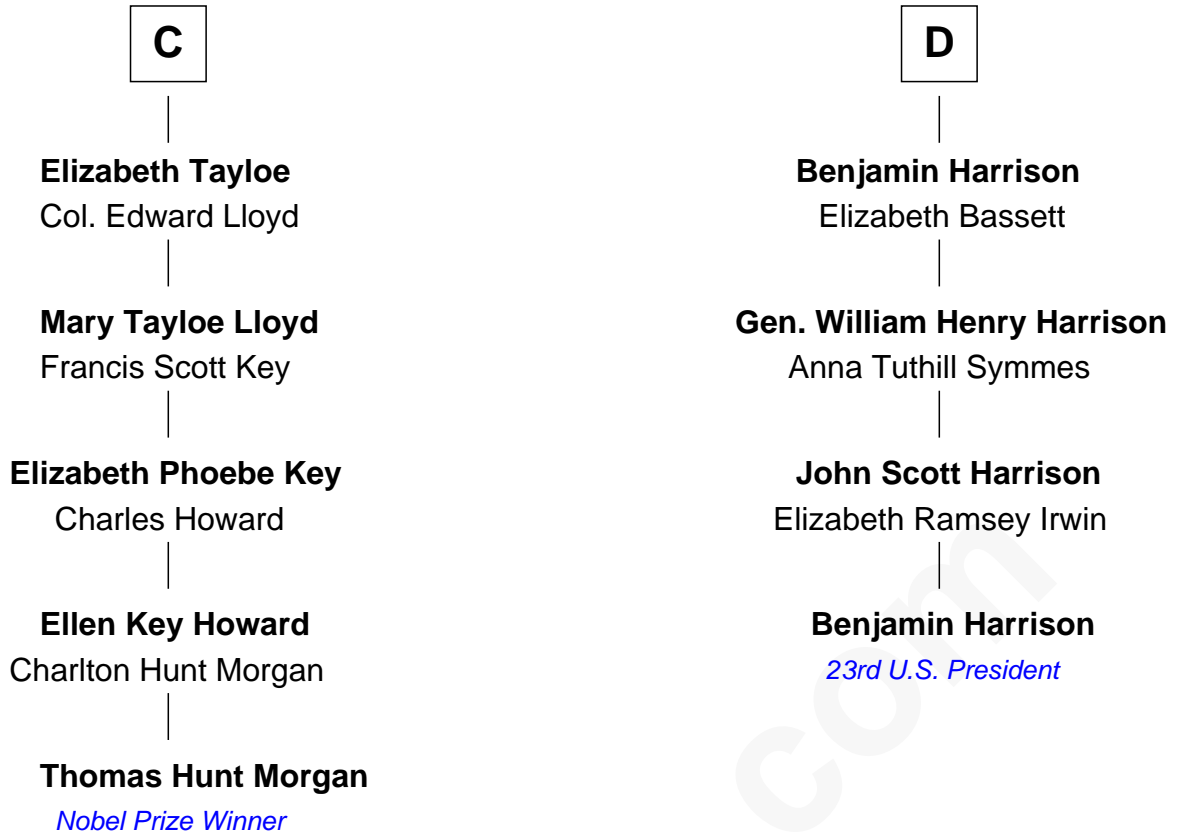 C
Elizabeth Tayloe
Col. Edward Lloyd
Mary Tayloe Lloyd
Francis Scott Key
Elizabeth Phoebe Key
Charles Howard
Ellen Key Howard
Charlton Hunt Morgan
Thomas Hunt Morgan
Nobel Prize Winner
D
Benjamin Harrison
Elizabeth Bassett
Gen. William Henry Harrison
Anna Tuthill Symmes
John Scott Harrison
Elizabeth Ramsey Irwin
Benjamin Harrison
23rd U.S. President
com